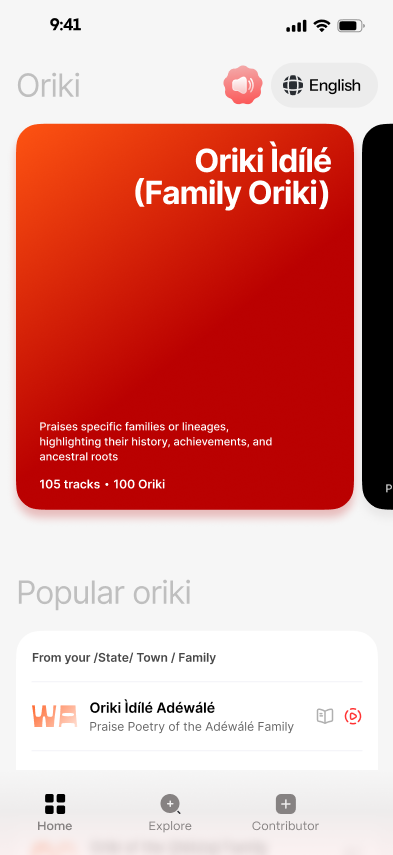 9:41
Oriki
English
Oriki Ìdílé
(Family Oriki)
Praises specific families or lineages,
highlighting their history, achievements, and
ancestral roots
105 tracks • 100 Oriki
P
Popular oriki
From your /State/ Town / Family
WA
Oriki Ìdílé Adéwálé
Praise Poetry of the Adéwálé Family
Home
Explore
Contributor